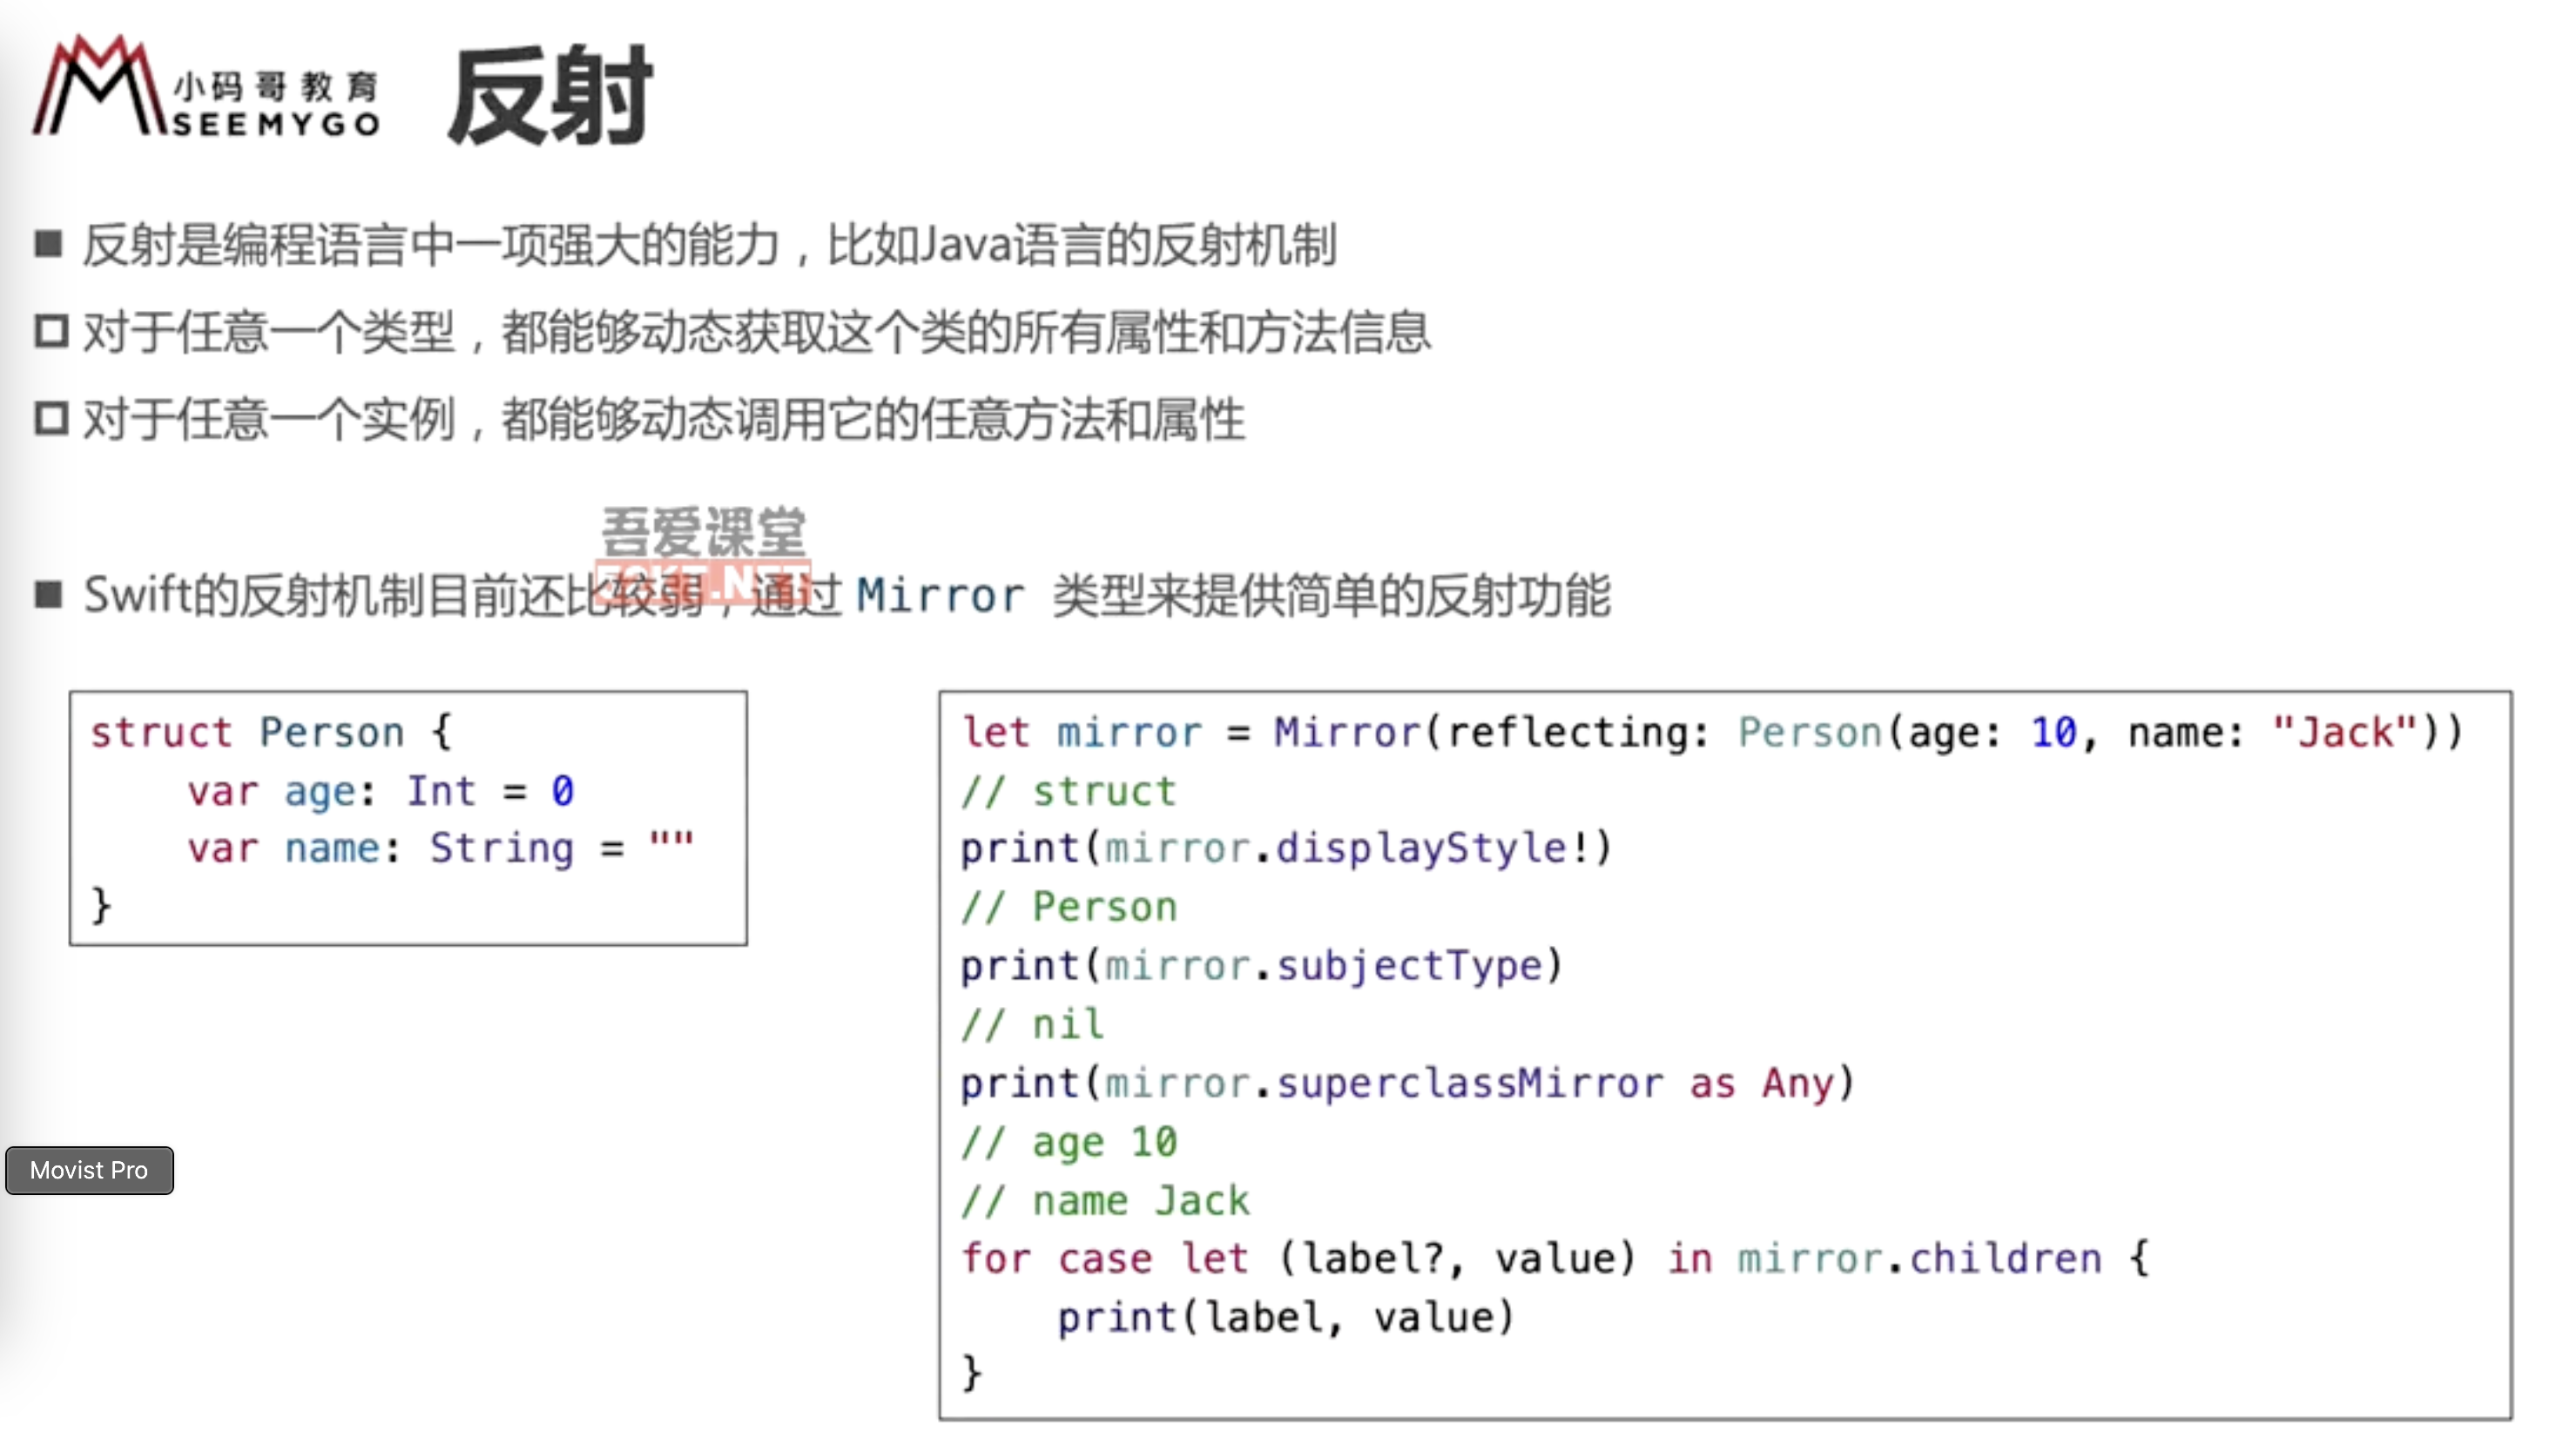 小码哥教育
SEEMYGO
反射
反射是编程语言中一项强大的能力，比如Java语言的反射机制
对于任意一个类型，都能够动态获取这个类的所有属性和方法信息
对于任意一个实例，都能够动态调用它的任意方法和属性
吾爱课堂
52KT.NET
Swift的反射机制目前还比较弱，通过 Mirror 类型来提供简单的反射功能
struct Person {
    var age: Int = 0
    var name: String = ""
}
let mirror = Mirror(reflecting: Person(age: 10, name: "Jack"))
// struct
print(mirror.displayStyle!)
// Person
print(mirror.subjectType)
// nil
print(mirror.superclassMirror as Any)
// age 10
// name Jack
for case let (label?, value) in mirror.children {
    print(label, value)
}
Movist Pro